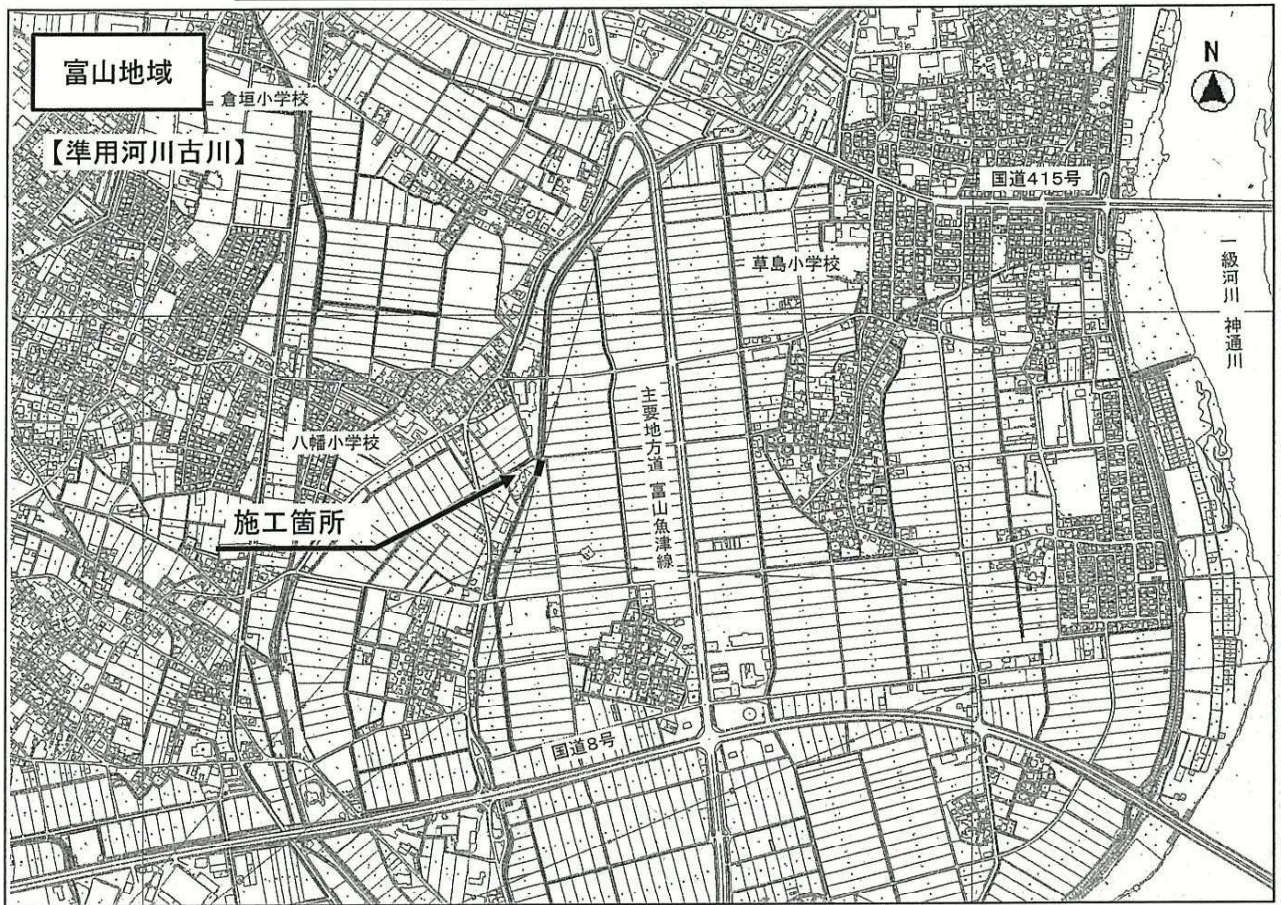 富山地域
倉垣小学校
【準用河川古川】
N
国道415号
草島小学校
一級河川 神通川
主要地方道 富山魚津線
八幡小学校
施工箇所
国道8号